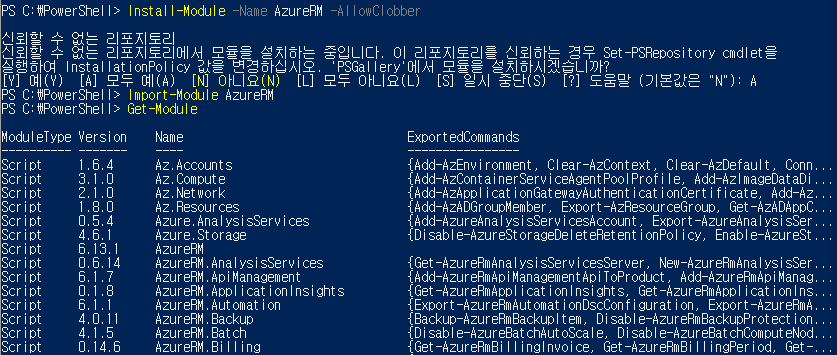 PS C:\PowerShell> Install-Module -Name AzureRM -AllowClobber
신뢰할 수 없는 리포지토리
신뢰할 수 없는 리포지토리에서 모듈을 설치하는 중입니다. 이 리포지토리를 신뢰하는 경우 Set-PSRepository cmdlet을
실행하여 InstallationPolicy 값을 변경하십시오. 'PSGallery'에서 모듈을 설치하시겠습니까?
[Y] 예(Y)  [A] 모두 예(A)  [N] 아니요(N)  [L] 모두 아니요(L)  [S] 일시 중단(S)  [?] 도움말 (기본값은 "N"): A
PS C:\PowerShell> Import-Module AzureRM
PS C:\PowerShell> Get-Module
ModuleType Version    Name                                ExportedCommands
---------- -------    ----                                ----------------
Script     1.6.4      Az.Accounts                         {Add-AzEnvironment, Clear-AzContext, Clear-AzDefault, Conn...
Script     3.1.0      Az.Compute                          {Add-AzContainerServiceAgentPoolProfile, Add-AzImageDataDi...
Script     2.1.0      Az.Network                          {Add-AzApplicationGatewayAuthenticationCertificate, Add-Az...
Script     1.8.0      Az.Resources                        {Add-AzADGroupMember, Export-AzResourceGroup, Get-AzADAppC...
Script     0.5.4      Azure.AnalysisServices              {Add-AzureAnalysisServicesAccount, Export-AzureAnalysisSer...
Script     4.6.1      Azure.Storage                       {Disable-AzureStorageDeleteRetentionPolicy, Enable-AzureSt...
Script     6.13.1     AzureRM
Script     0.6.14     AzureRM.AnalysisServices            {Get-AzureRmAnalysisServicesServer, New-AzureRmAnalysisSer...
Script     6.1.7      AzureRM.ApiManagement               {Add-AzureRmApiManagementApiToProduct, Add-AzureRmApiManag...
Script     0.1.8      AzureRM.ApplicationInsights         {Get-AzureRmApplicationInsights, Get-AzureRmApplicationIns...
Script     6.1.1      AzureRM.Automation                  {Export-AzureRmAutomationDscConfiguration, Export-AzureRmA...
Script     4.0.11     AzureRM.Backup                      {Backup-AzureRmBackupItem, Disable-AzureRmBackupProtection...
Script     4.1.5      AzureRM.Batch                       {Disable-AzureBatchAutoScale, Disable-AzureBatchComputeNod...
Script     0.14.6     AzureRM.Billing                     {Get-AzureRmBillingInvoice, Get-AzureRmBillingPeriod, Get-...